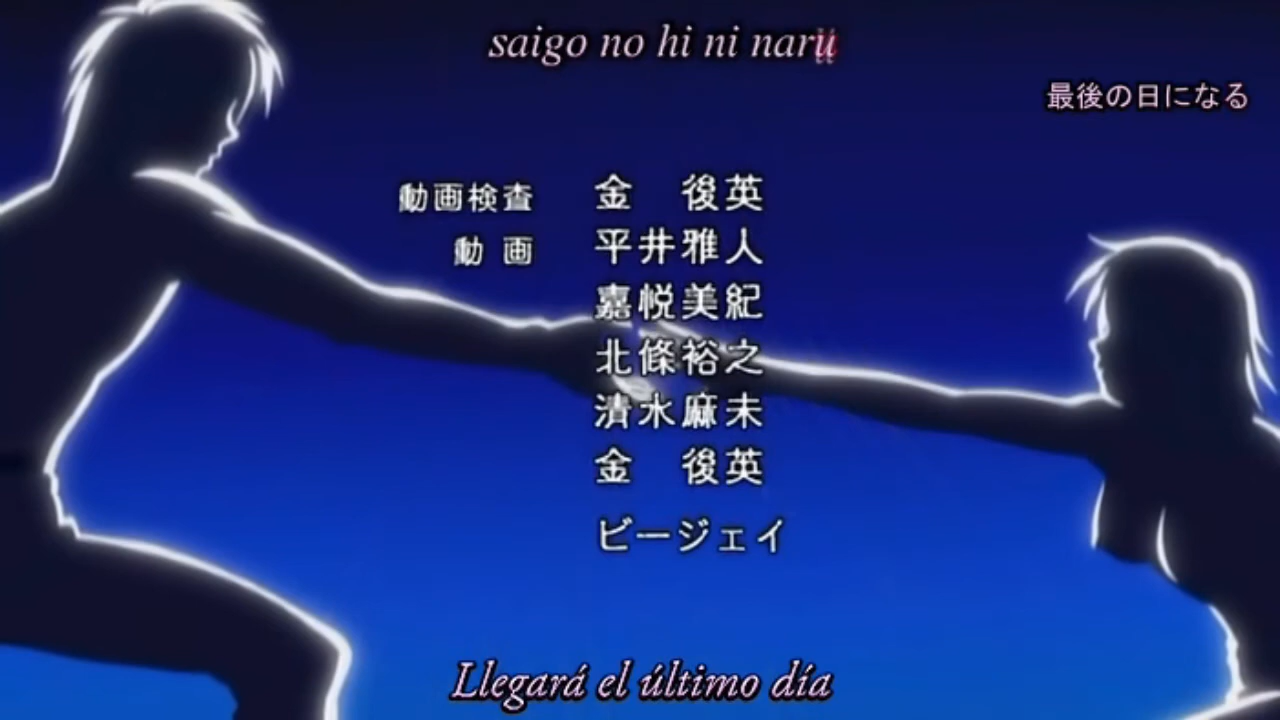 saigo no hi ni naru
最後の日になる
動画検査 金 後英
動画 平井雅人
嘉悦美紀
北條裕之
清水麻未
金 後英
ビージェイ
Llegará el último día